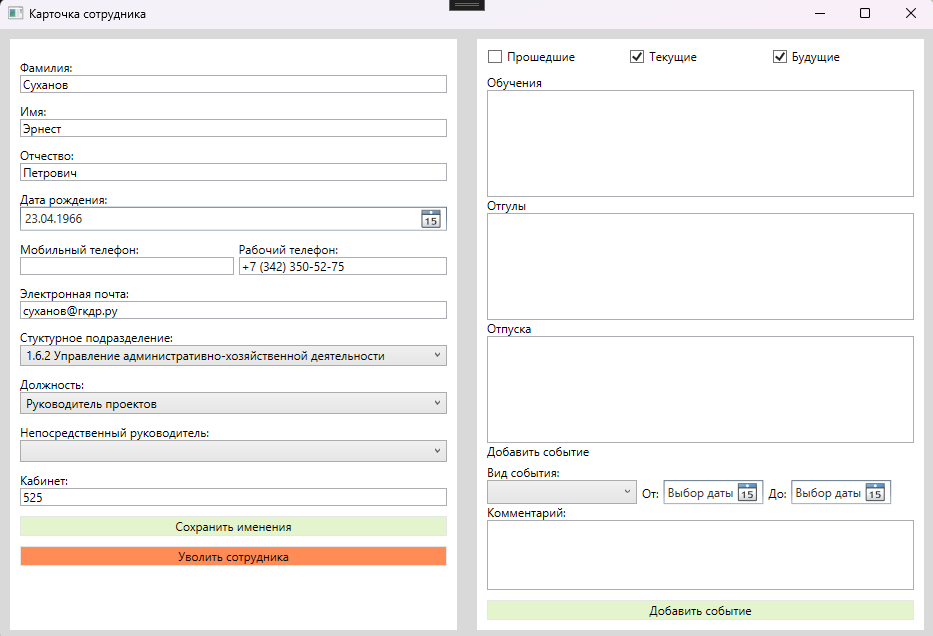 Карточка сотрудника
Фамилия:
Суханов
Имя:
Эрнест
Отчество:
Петрович
Дата рождения:
23.04.1966
15
Мобильный телефон:
Рабочий телефон:
+7 (342) 350-52-75
Электронная почта:
суханов@гкдр.ру
Стуктурное подразделение:
1.6.2 Управление административно-хозяйственной деятельности
Должность:
Руководитель проектов
Непосредственный руководитель:
Кабинет:
525
Сохранить именения
Уволить сотрудника
Прошедшие Текущие Будущие
Обучения
Отгулы
Отпуска
Добавить событие
Вид события:
От: Выбор даты 15 До: Выбор даты 15
Комментарий:
Добавить событие